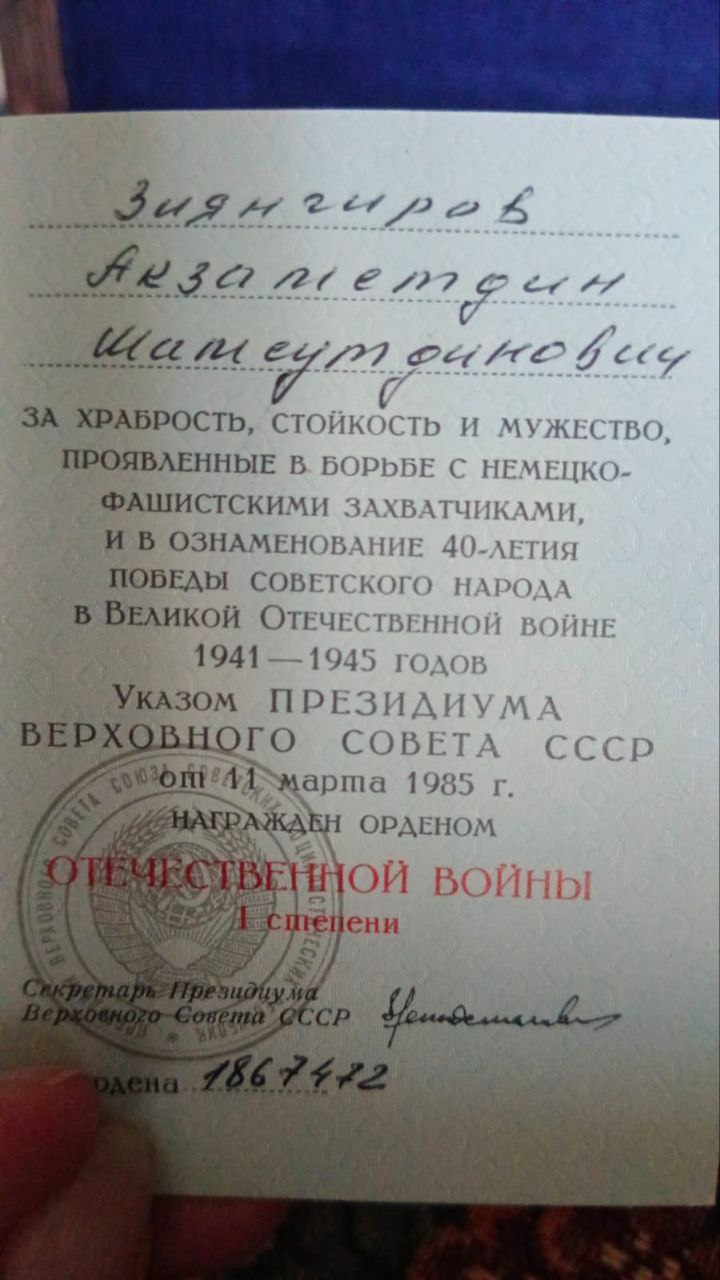 Зиянгиров
Акзаметдин
Шамсутдинович
ЗА ХРАБРОСТЬ, СТОЙКОСТЬ И МУЖЕСТВО,
ПРОЯВЛЕННЫЕ В БОРЬБЕ С НЕМЕЦКО-
ФАШИСТСКИМИ ЗАХВАТЧИКАМИ,
И В ОЗНАМЕНОВАНИЕ 40-ЛЕТИЯ
ПОБЕДЫ СОВЕТСКОГО НАРОДА
В ВЕЛИКОЙ ОТЕЧЕСТВЕННОЙ ВОЙНЕ
1941—1945 ГОДОВ
УКАЗОМ ПРЕЗИДИУМА
ВЕРХОВНОГО СОВЕТА СССР
от 11 марта 1985 г.
НАГРАЖДЕН ОРДЕНОМ
ОТЕЧЕСТВЕННОЙ ВОЙНЫ
I степени
Секретарь Президиума
Верховного Совета СССР
рдена 1867472